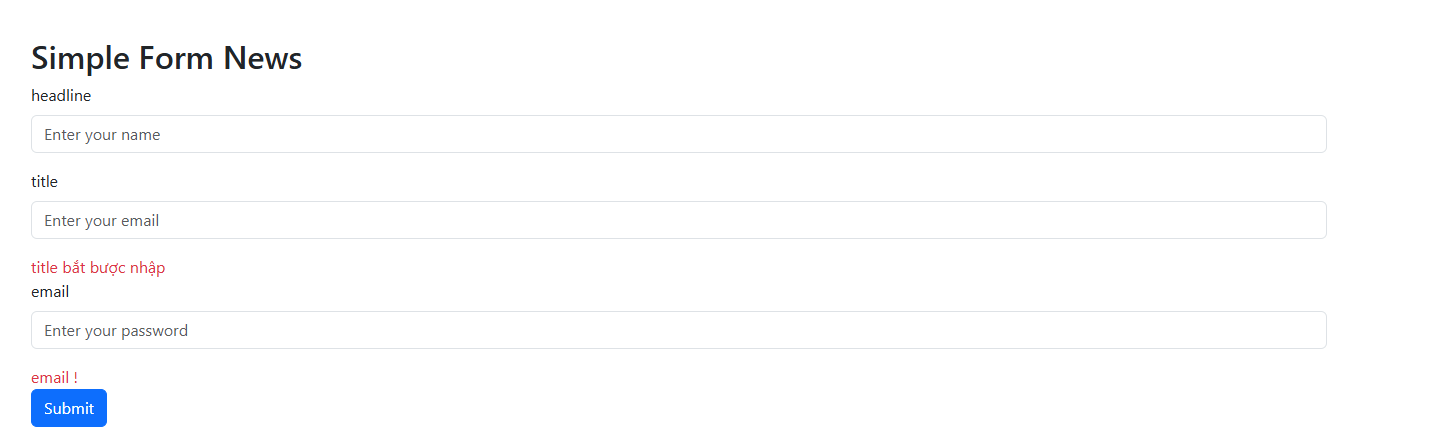 Simple Form News
headline
Enter your name
title
Enter your email
title bắt bược nhập
email
Enter your password
email !
Submit